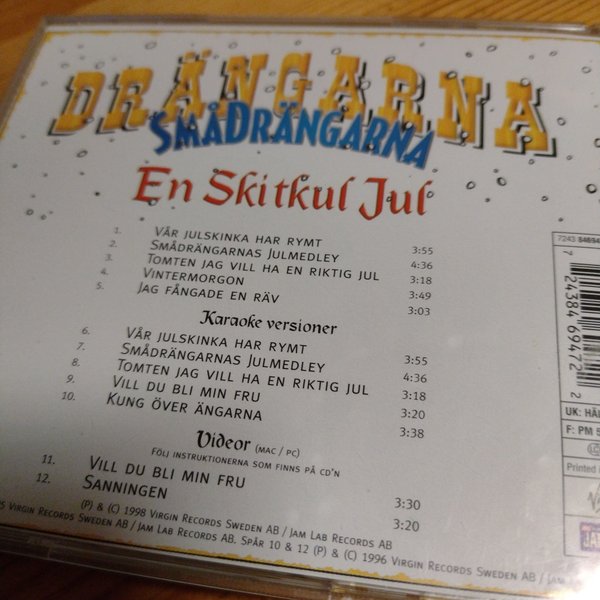 DRÄNGARNA
SMÅDRÄNGARNA
En Skitkul Jul
1. VÅR JULSKINKA HAR RYMT 3:55
2. SMÅDRÄNGARNAS JULMEDLEY 4:36
3. TOMTEN JAG VILL HA EN RIKTIG JUL 3:18
4. VINTERMORGON 3:49
5. JAG FÅNGADE EN RÄV 3:03
Karaoke versioner
6. VÅR JULSKINKA HAR RYMT 3:55
7. SMÅDRÄNGARNAS JULMEDLEY 4:36
8. TOMTEN JAG VILL HA EN RIKTIG JUL 3:18
9. VILL DU BLI MIN FRU 3:20
10. KUNG ÖVER ÄNGARNA 3:38
Videor (MAC / PC)
FÖLJ INSTRUKTIONERNA SOM FINNS PÅ CD'N
11. VILL DU BLI MIN FRU 3:30
12. SANNINGEN 3:20
(P) & (C) 1998 VIRGIN RECORDS SWEDEN AB / JAM LAB RECORDS AB
VIRGIN RECORDS SWEDEN AB / JAM LAB RECORDS AB. SPÅR 10 & 12 (P) & (C) 1996 VIRGIN RECORDS SWEDEN AB / JAM
7243
7 24384 69472 2
UK:
F: PM
Printed